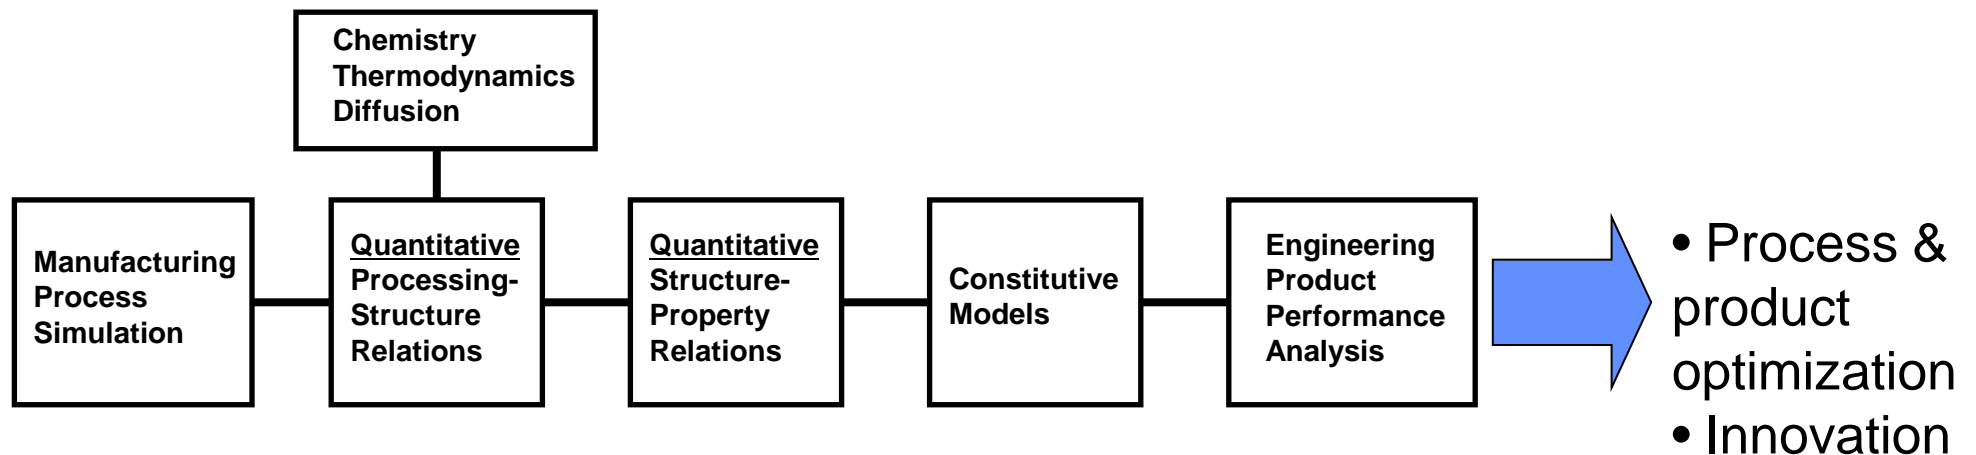 Chemistry
Thermodynamics
Diffusion
Manufacturing
Process
Simulation
Quantitative
Processing-
Structure
Relations
Quantitative
Structure-
Property
Relations
Constitutive
Models
Engineering
Product
Performance
Analysis
• Process &
product
optimization
• Innovation